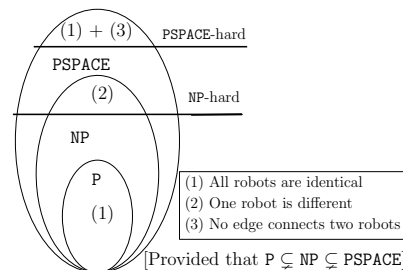 (1) + (3)
PSPACE-hard
PSPACE
(2)
NP-hard
NP
P
(1)
(1) All robots are identical
(2) One robot is different
(3) No edge connects two robots
[Provided that P ⊊ NP ⊊ PSPACE]